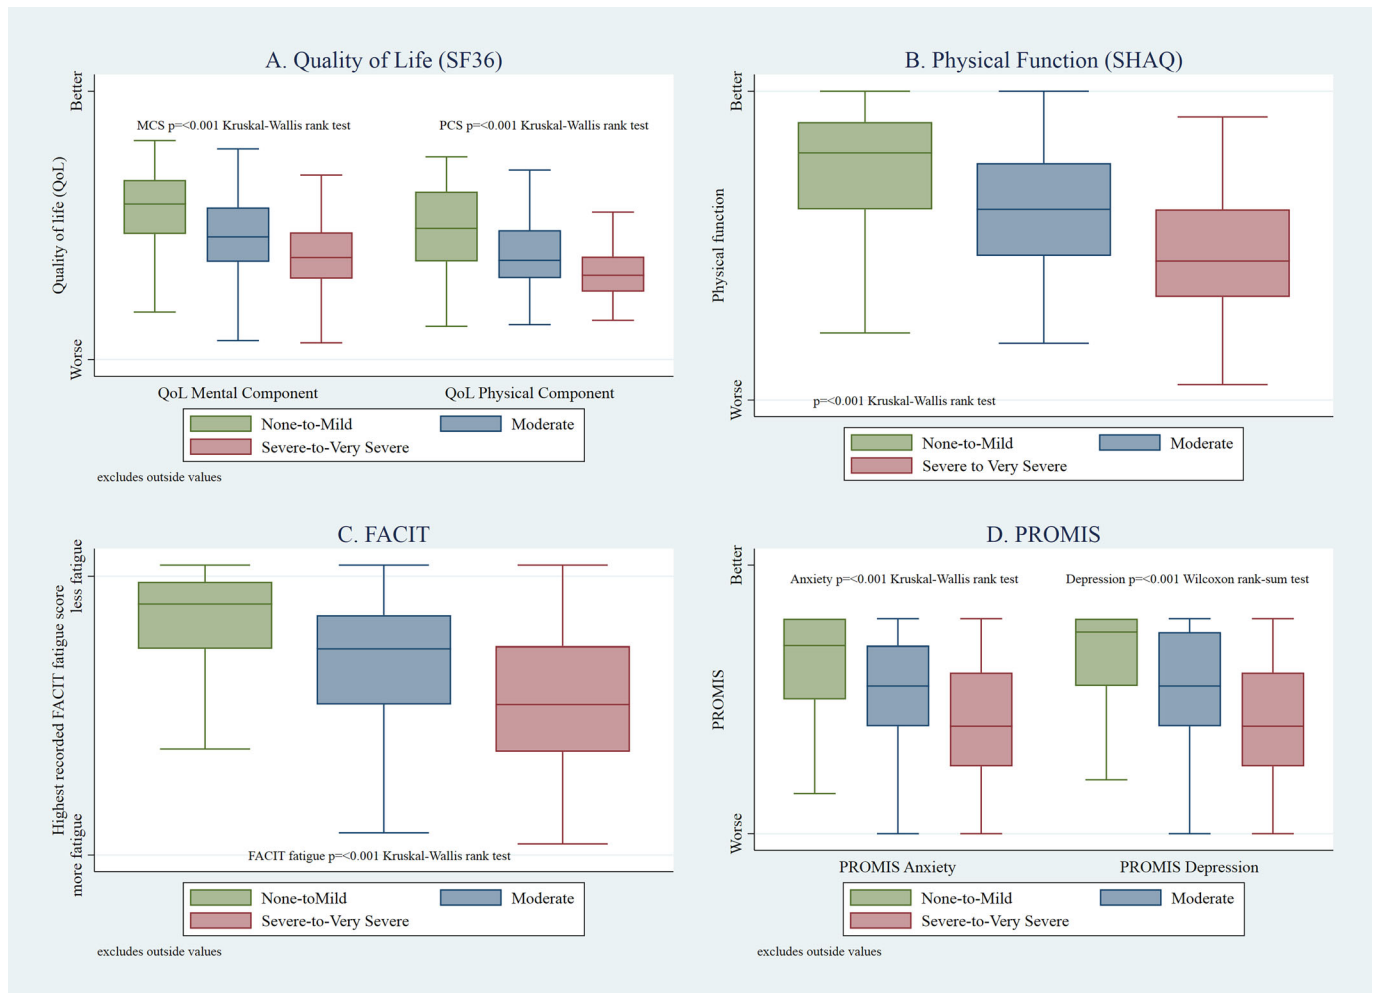 A. Quality of Life (SF36)
Better
MCS p=<0.001 Kruskal-Wallis rank test
PCS p=<0.001 Kruskal-Wallis rank test
Quality of life (QoL)
Worse
QoL Mental Component
QoL Physical Component
None-to-Mild
Moderate
Severe-to-Very Severe
excludes outside values
B. Physical Function (SHAQ)
Better
Physical function
Worse
p=<0.001 Kruskal-Wallis rank test
None-to-Mild
Moderate
Severe to Very Severe
C. FACIT
less fatigue
Highest recorded FACIT fatigue score
more fatigue
FACIT fatigue p=<0.001 Kruskal-Wallis rank test
None-toMild
Moderate
Severe-to-Very Severe
excludes outside values
D. PROMIS
Better
Anxiety p=<0.001 Kruskal-Wallis rank test
Depression p=<0.001 Wilcoxon rank-sum test
PROMIS
Worse
PROMIS Anxiety
PROMIS Depression
None-to-Mild
Moderate
Severe-to-Very Severe
excludes outside values